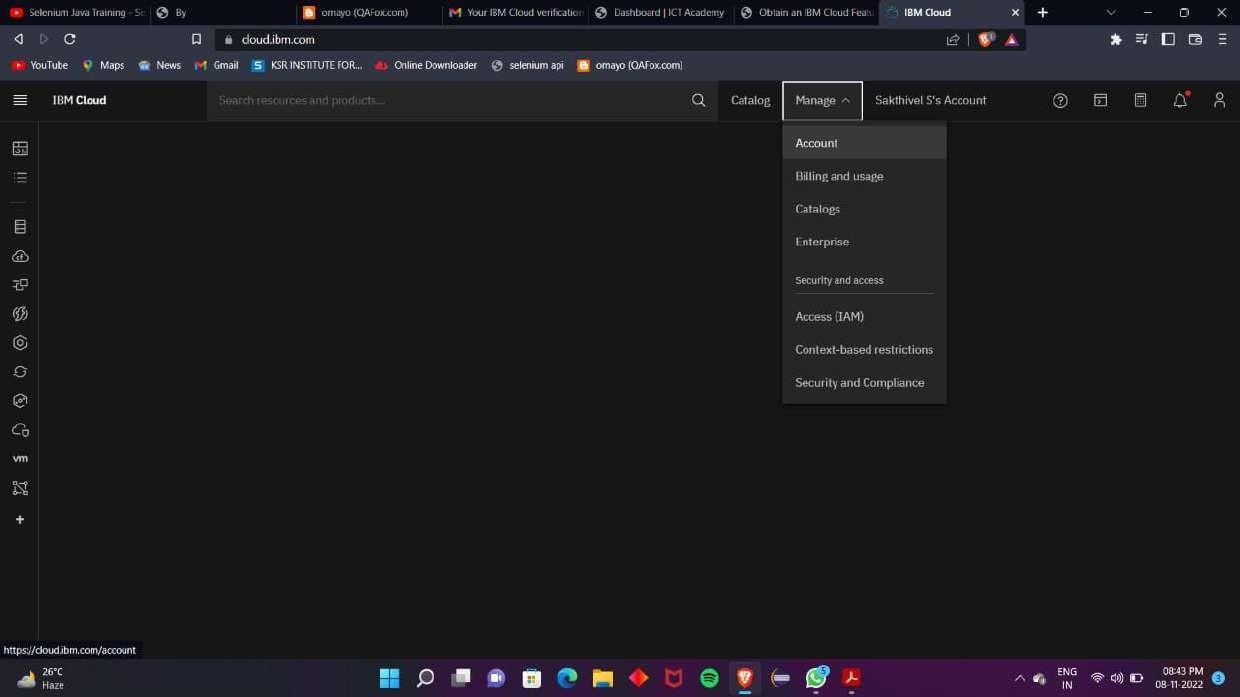 Selenium Java Training - Se
By
omayo (QAFox.com)
Your IBM Cloud verification
Dashboard | ICT Academy
Obtain an IBM Cloud Featu
IBM Cloud
cloud.ibm.com
YouTube
Maps
News
Gmail
KSR INSTITUTE FOR...
Online Downloader
selenium api
omayo (QAFox.com)
IBM Cloud
Search resources and products...
Catalog
Manage
Sakthivel S's Account
Account
Billing and usage
Catalogs
Enterprise
Security and access
Access (IAM)
Context-based restrictions
Security and Compliance
vm
https://cloud.ibm.com/account
26°C
Haze
5
ENG
IN
08:43 PM
08-11-2022
3